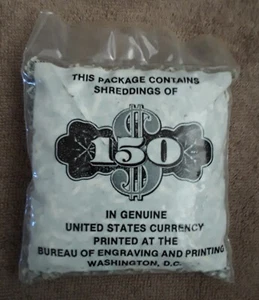 THIS PACKAGE CONTAINS
SHREDDINGS OF
$150
IN GENUINE
UNITED STATES CURRENCY
PRINTED AT THE
BUREAU OF ENGRAVING AND PRINTING
WASHINGTON, D.C.